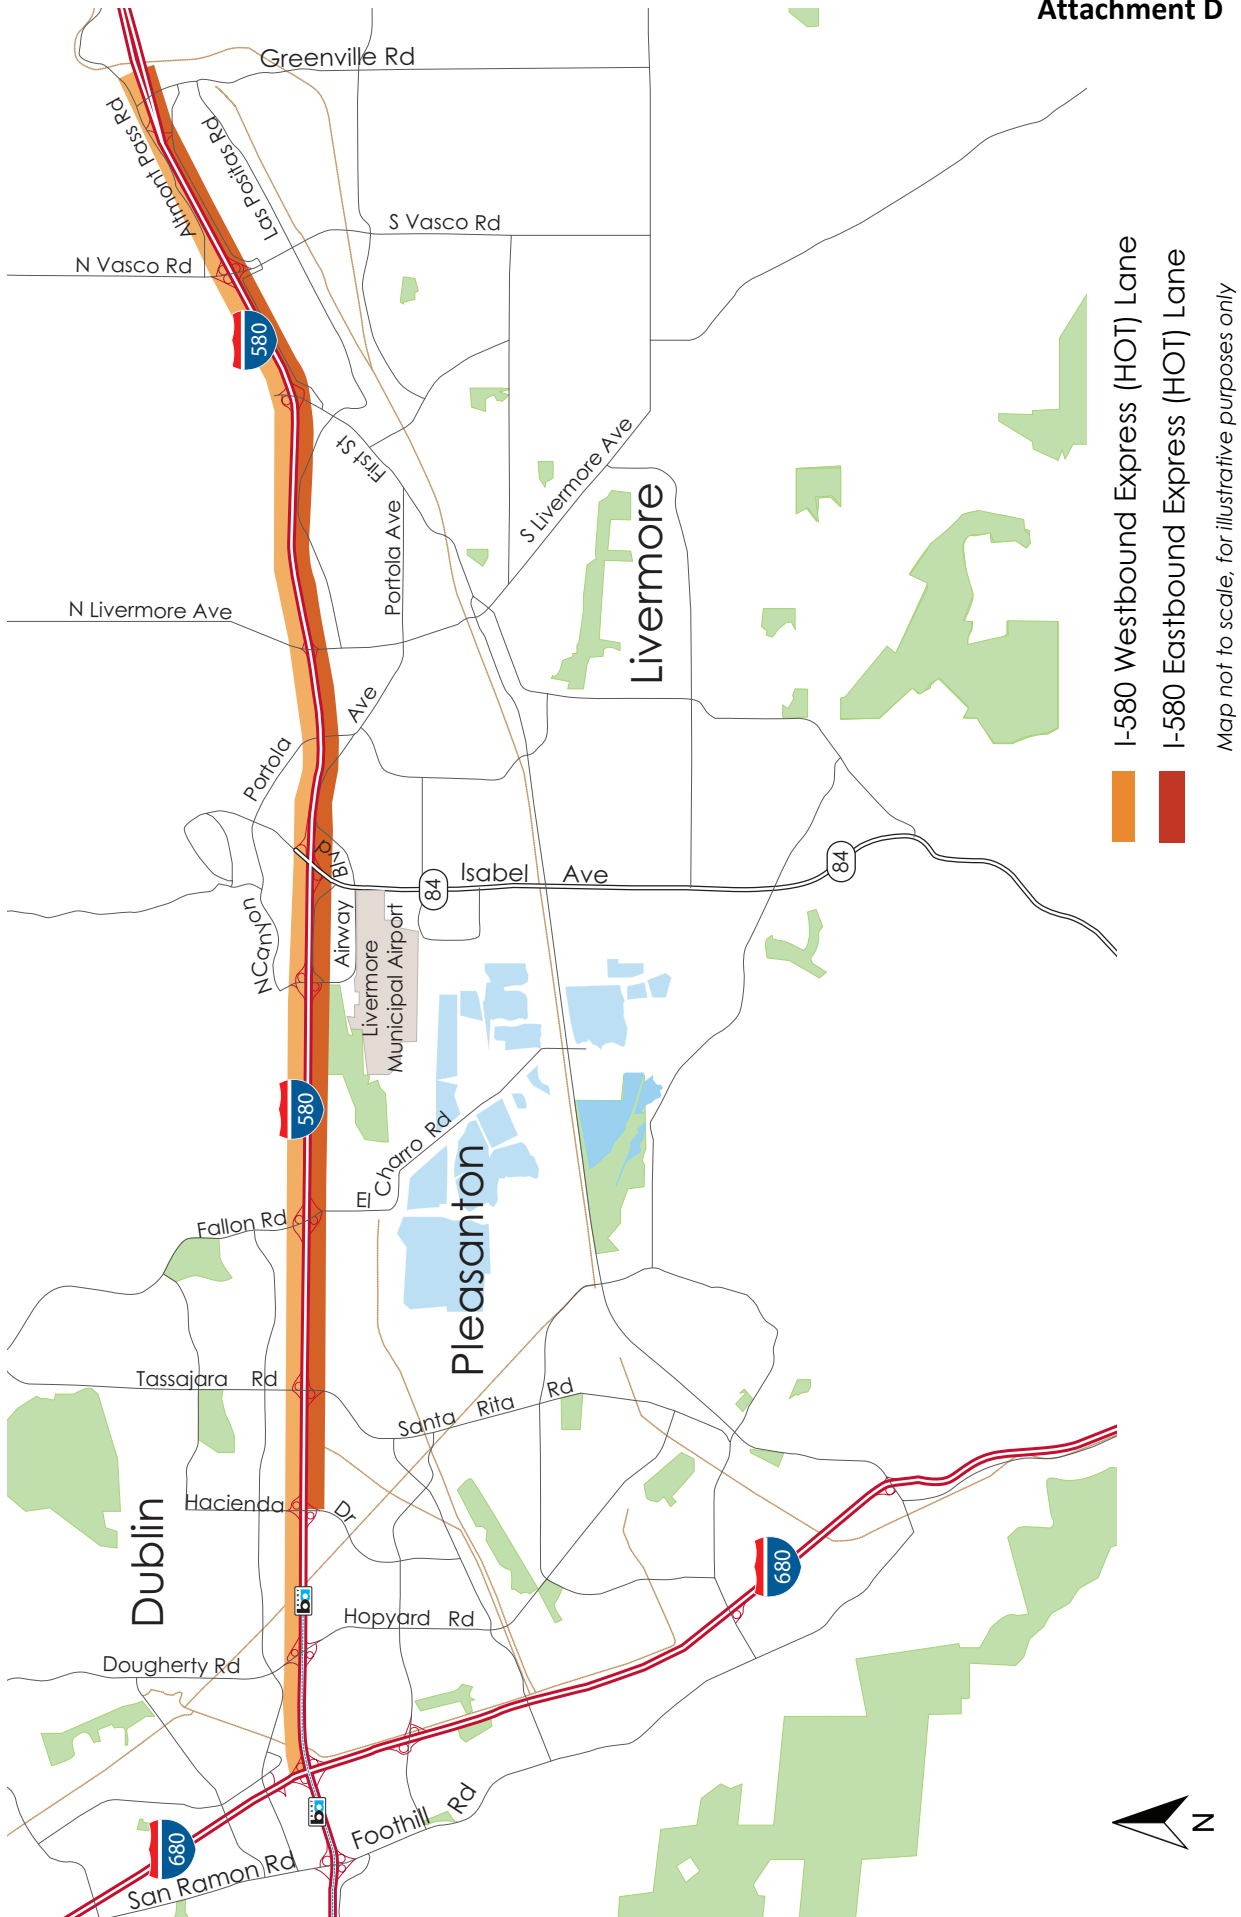 Attachment D
Greenville Rd
Altmont Pass Rd
Las Positas Rd
S Vasco Rd
N Vasco Rd
580
First St
Portola Ave
S Livermore Ave
N Livermore Ave
Livermore
Portola
Ave
N Canyon
Airway
Blvd
Isabel Ave
84
84
Livermore
Municipal Airport
580
El Charro Rd
Fallon Rd
Pleasanton
Tassajara Rd
Santa Rita Rd
Hacienda
Dr
Dublin
Hopyard Rd
Dougherty Rd
680
680
Foothill Rd
San Ramon Rd
ba
ba
I-580 Westbound Express (HOT) Lane
I-580 Eastbound Express (HOT) Lane
Map not to scale, for illustrative purposes only
N